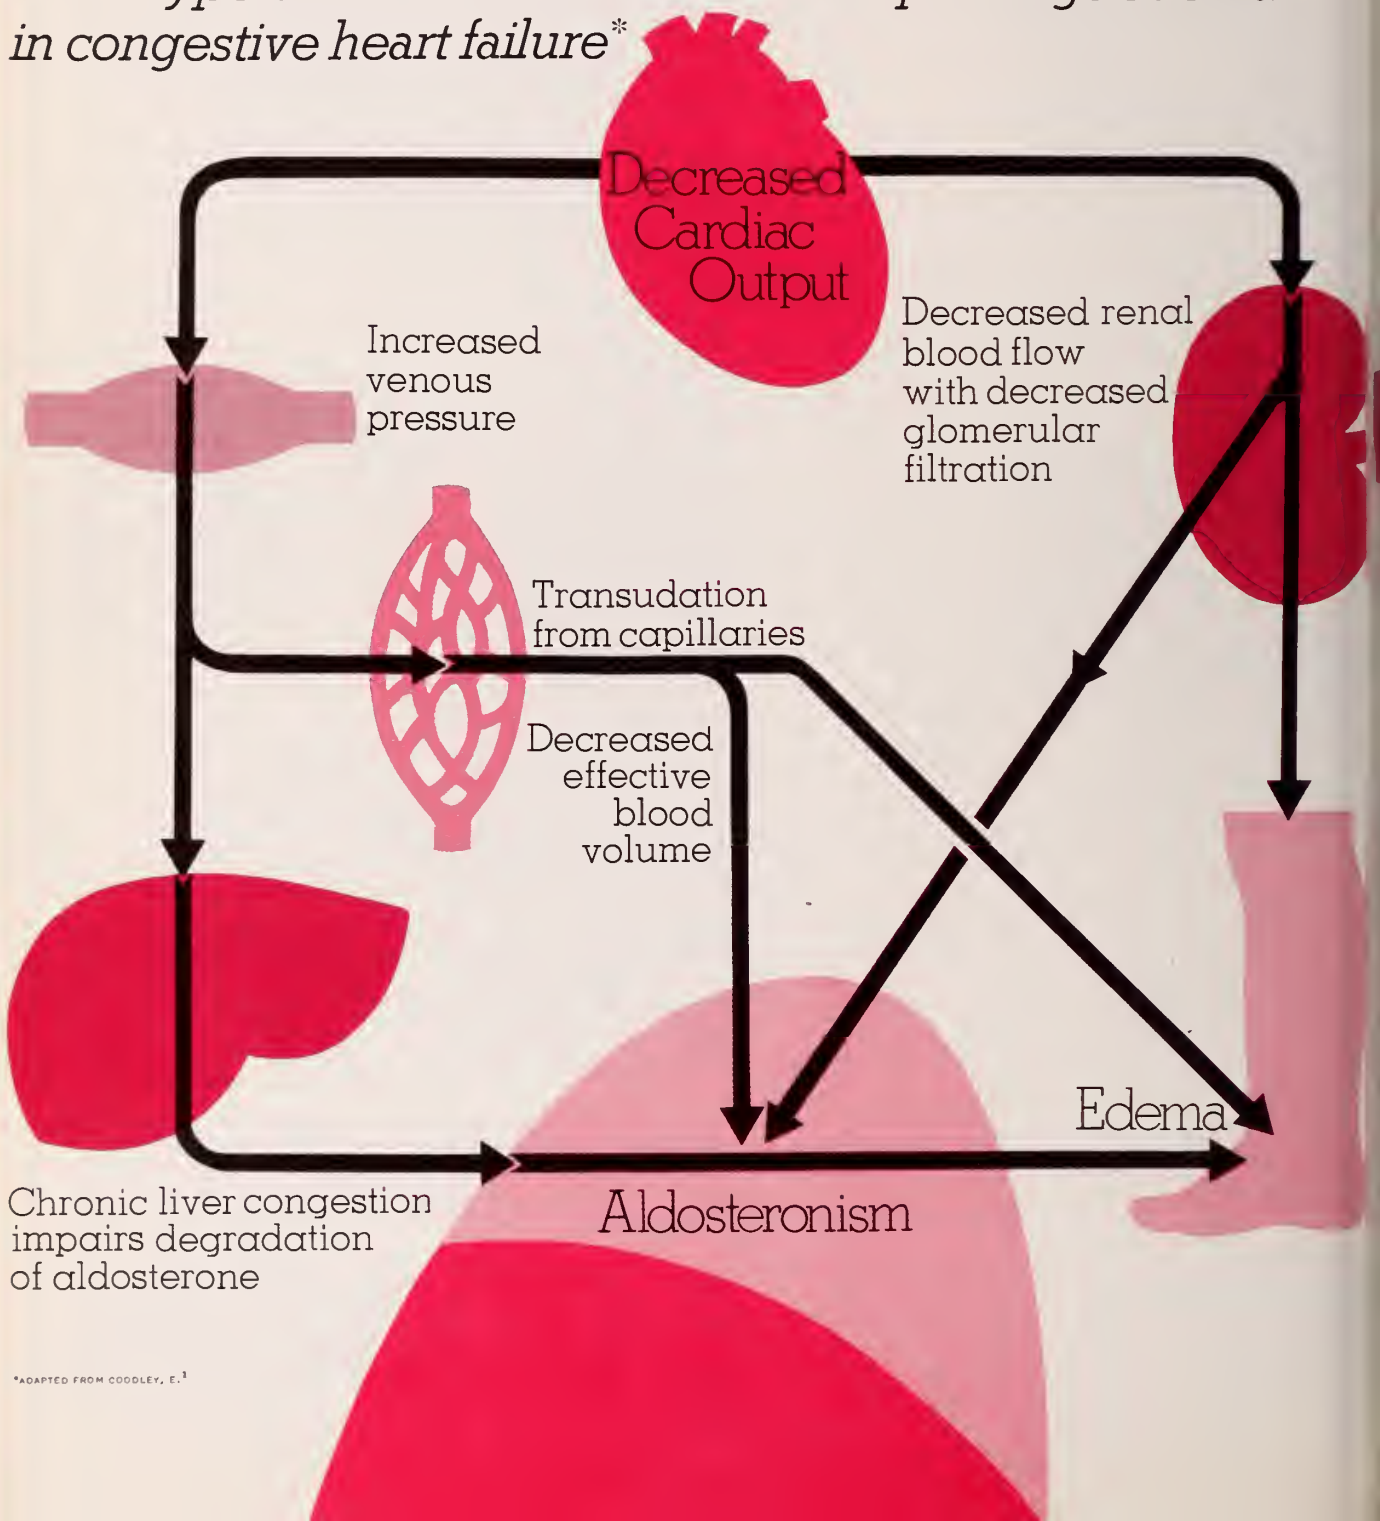 in congestive heart failure*
Decreased
Cardiac
Output
Increased
venous
pressure
Decreased renal
blood flow
with decreased
glomerular
filtration
Transudation
from capillaries
Decreased
effective
blood
volume
Edema
Aldosteronism
Chronic liver congestion
impairs degradation
of aldosterone
*ADAPTED FROM COODLEY, E.¹